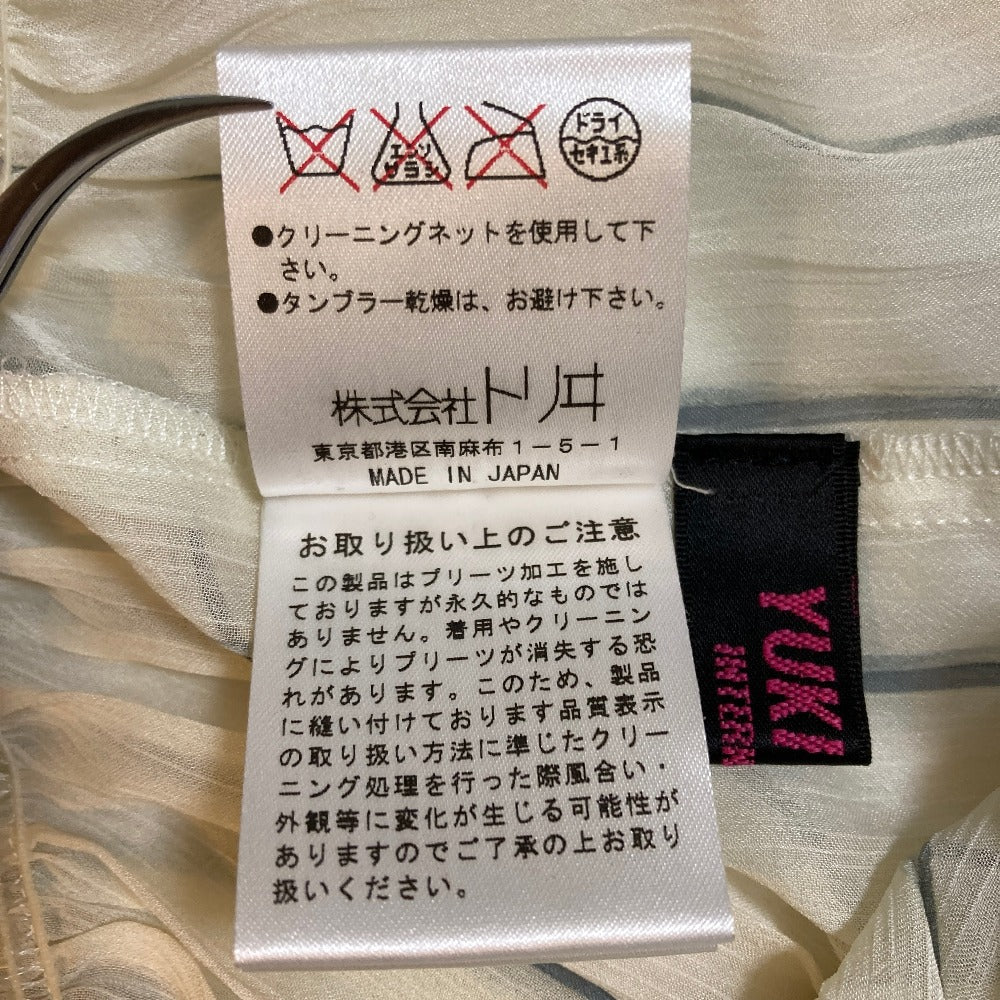 エンソ
サラシ
ドライ
セキユ系
●クリーニングネットを使用して下
さい。
●タンブラー乾燥は、お避け下さい。
株式会社トリヰ
東京都港区南麻布1-5-1
MADE IN JAPAN
お取り扱い上のご注意
この製品はプリーツ加工を施し
ておりますが永久的なものでは
ありません。着用やクリーニン
グによりプリーツが消失する恐
れがあります。このため、製品
に縫い付けております品質表示
の取り扱い方法に準じたクリー
ニング処理を行った際風合い・
外観等に変化が生じる可能性が
ありますのでご了承の上お取り
扱いください。
YUKI